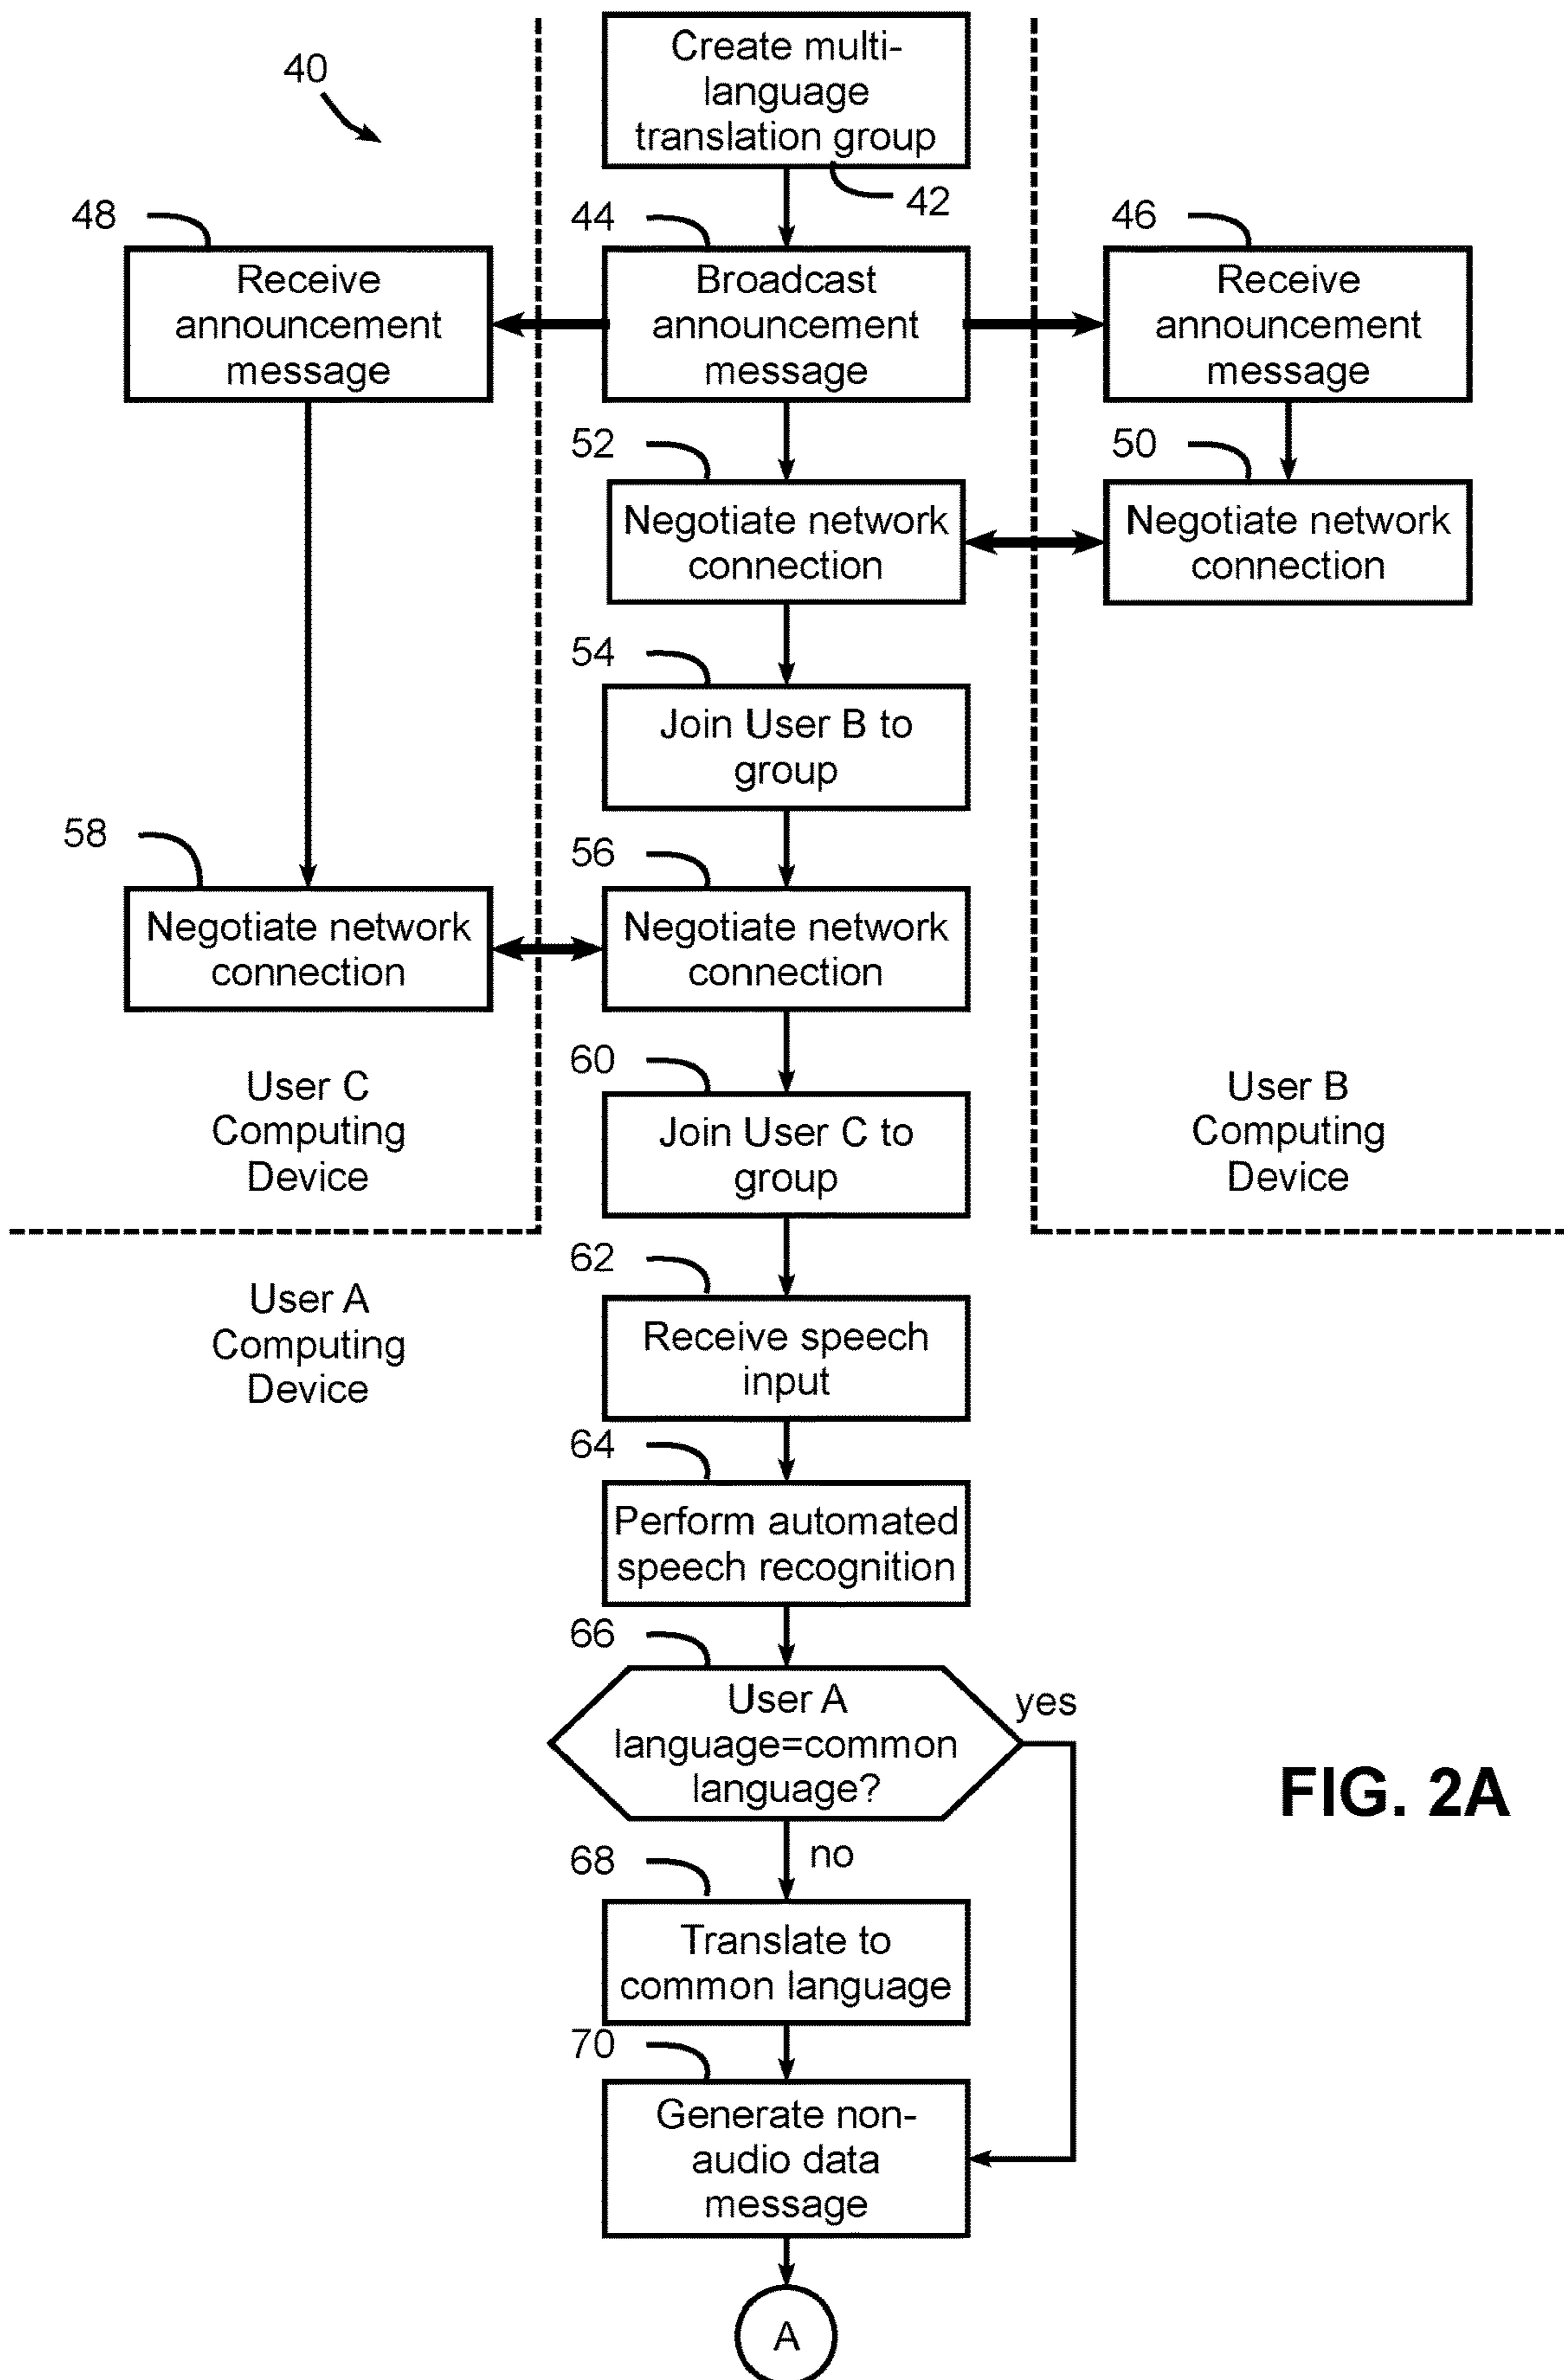 40
Create multi-
language
translation group
42
48
44
46
Receive
announcement
message
Broadcast
announcement
message
Receive
announcement
message
52
50
Negotiate network
connection
Negotiate network
connection
54
Join User B to
group
58
56
Negotiate network
connection
Negotiate network
connection
60
User C
Computing
Device
Join User C to
group
User B
Computing
Device
62
User A
Computing
Device
Receive speech
input
64
Perform automated
speech recognition
66
User A
language=common
language?
yes
no
FIG. 2A
68
Translate to
common language
70
Generate non-
audio data
message
A